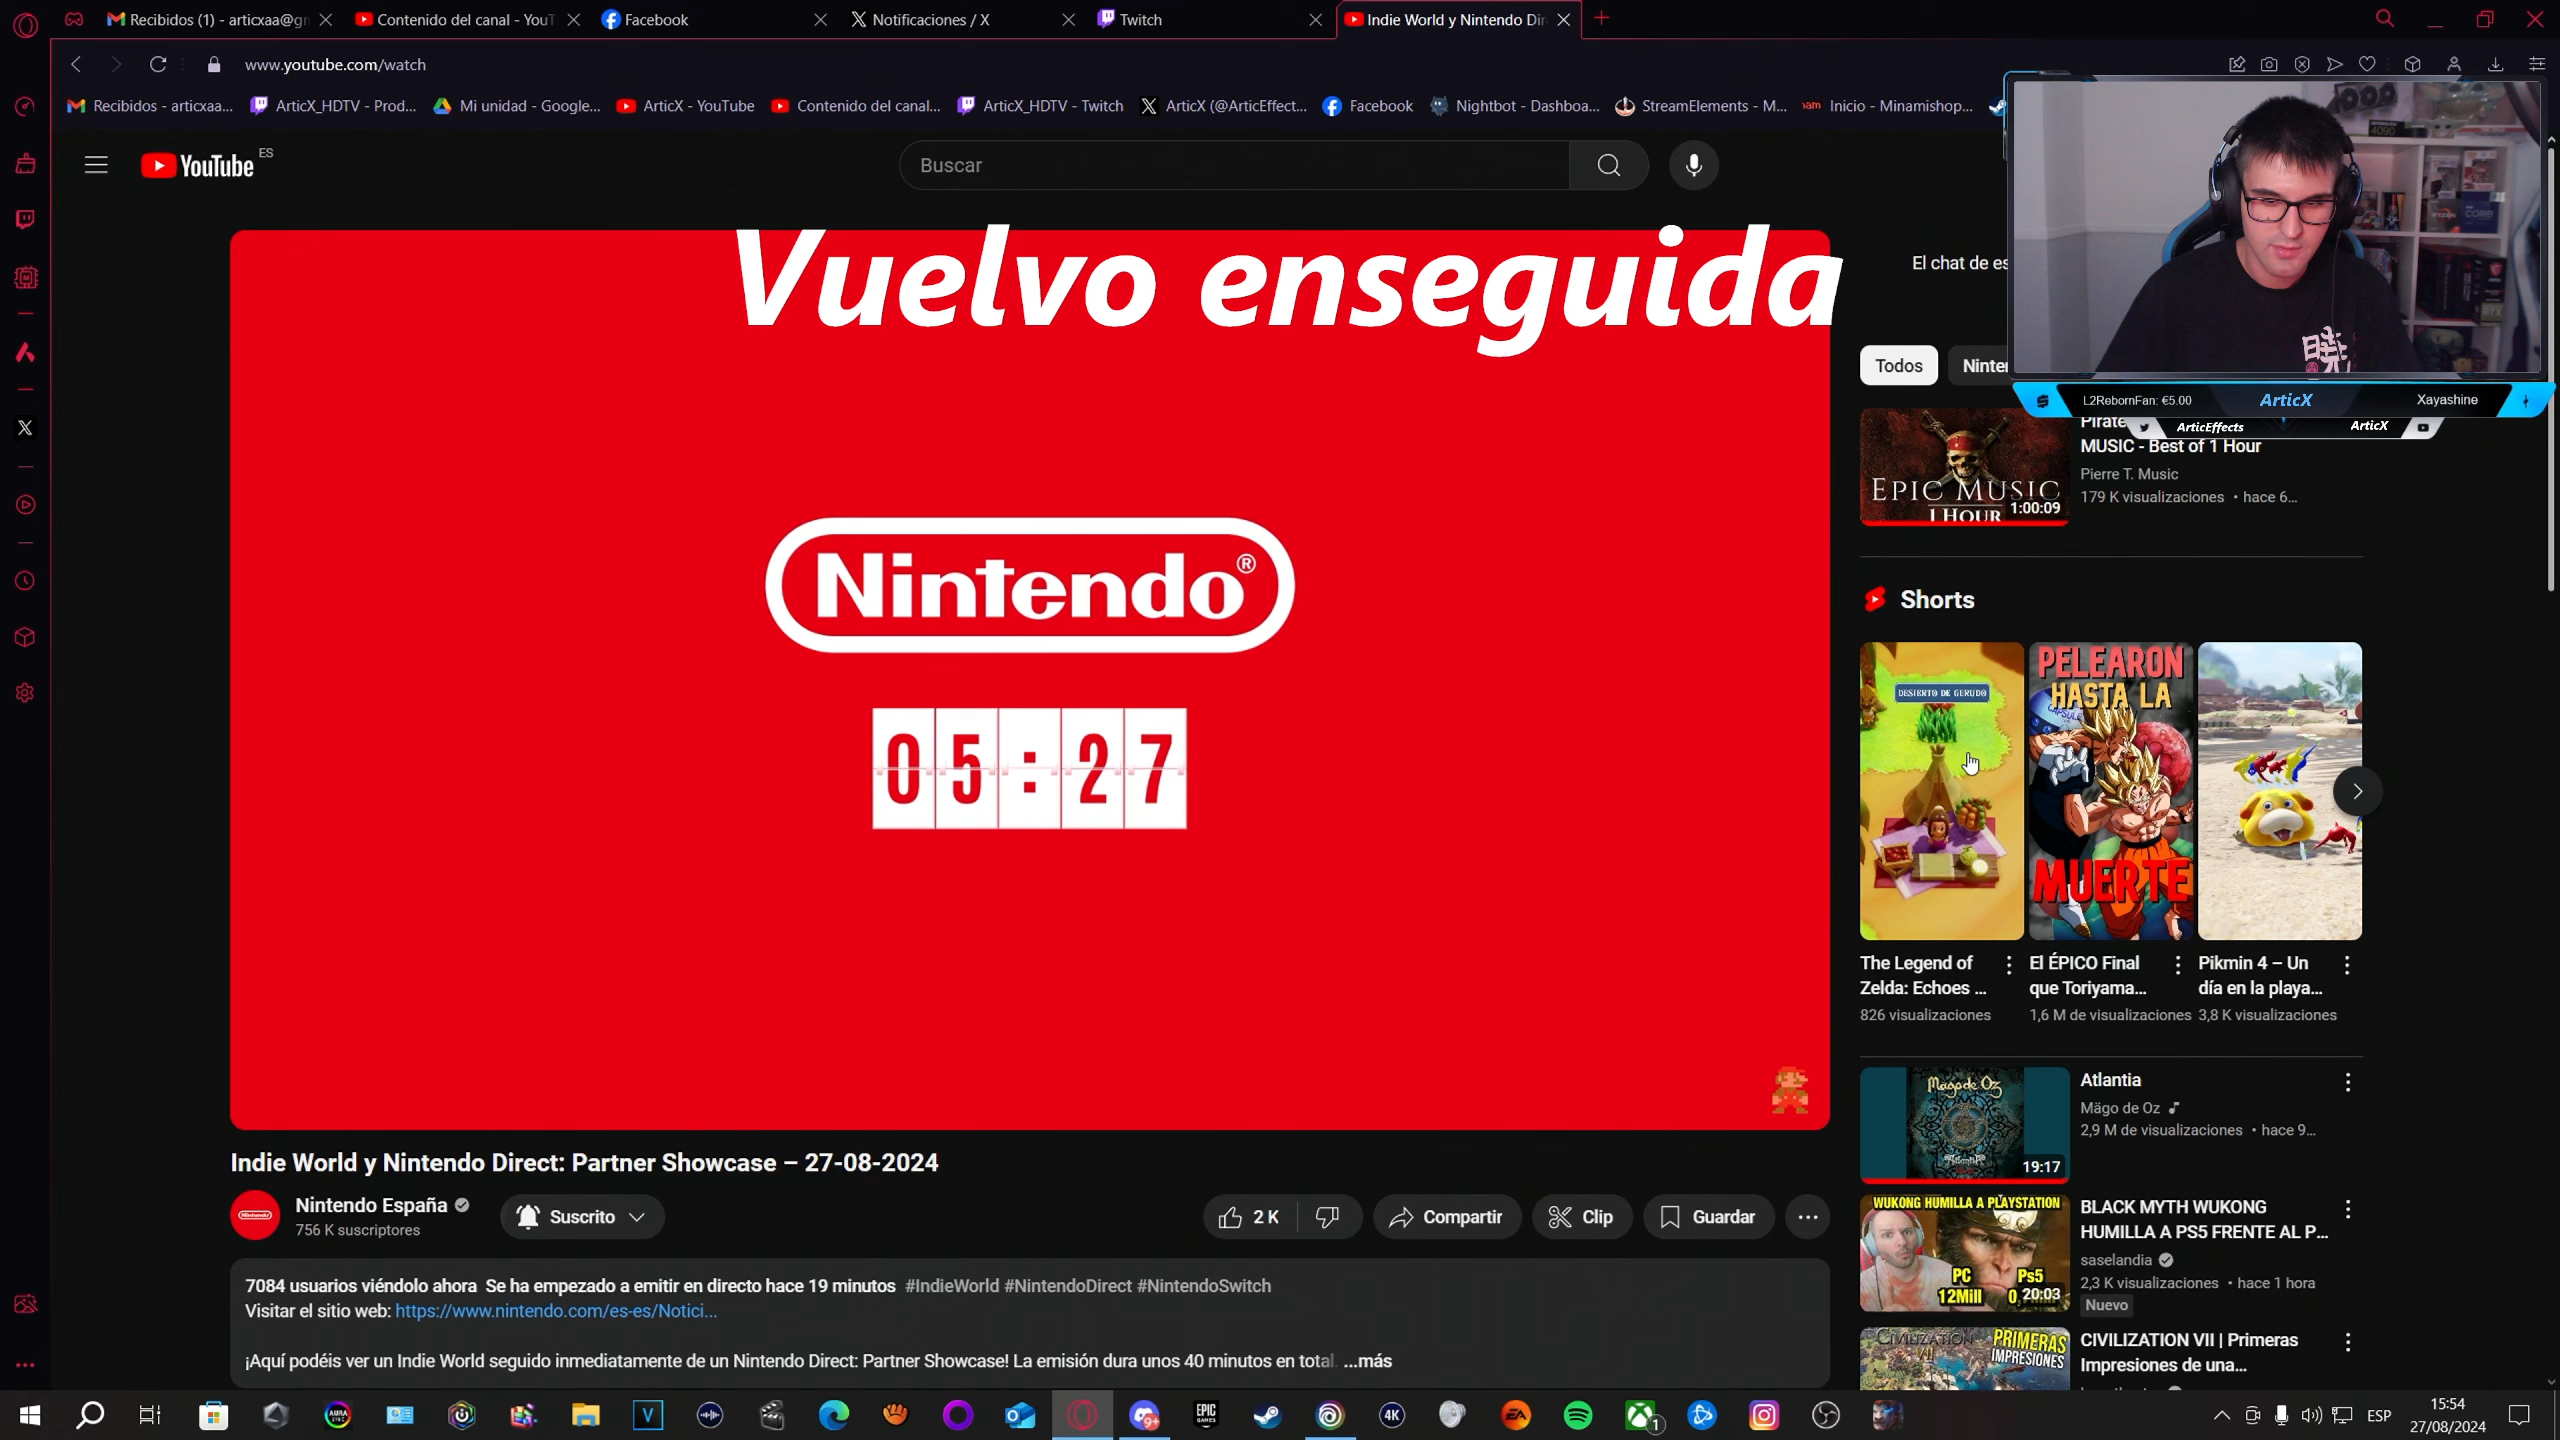 Recibidos (1) - articxaa@gm
Contenido del canal - YouT
Facebook
Notificaciones / X
Twitch
Indie World y Nintendo Dir
www.youtube.com/watch
Recibidos - articxaa...
ArticX_HDTV - Prod...
Mi unidad - Google...
ArticX - YouTube
Contenido del canal...
ArticX_HDTV - Twitch
ArticX (@ArticEffect...
Facebook
Nightbot - Dashboa...
StreamElements - M...
Inicio - Minamishop...
YouTube ES
Buscar
Vuelvo enseguida
El chat de es
Todos
Ninte
L2RebornFan: €5.00
ArticX
Xayashine
ArticEffects
ArticX
Nintendo®
05:27
EPIC MUSIC
1 HOUR
1:00:09
Pirate
MUSIC - Best of 1 Hour
Pierre T. Music
179 K visualizaciones • hace 6...
Shorts
DESIERTO DE GERUDO
PELEARON
HASTA LA
MUERTE
The Legend of
Zelda: Echoes ...
826 visualizaciones
El ÉPICO Final
que Toriyama...
1,6 M de visualizaciones
Pikmin 4 – Un
día en la playa...
3,8 K visualizaciones
Mägo de Oz
Atlantia
19:17
Atlantia
Mägo de Oz
2,9 M de visualizaciones • hace 9...
WUKONG HUMILLA A PLAYSTATION
PC
12Mill
Ps5
20:03
BLACK MYTH WUKONG
HUMILLA A PS5 FRENTE AL P...
saselandia
2,3 K visualizaciones • hace 1 hora
Nuevo
CIVILIZATION VII
PRIMERAS
IMPRESIONES
CIVILIZATION VII | Primeras
Impresiones de una...
Indie World y Nintendo Direct: Partner Showcase – 27-08-2024
Nintendo España
756 K suscriptores
Suscrito
2 K
Compartir
Clip
Guardar
7084 usuarios viéndolo ahora Se ha empezado a emitir en directo hace 19 minutos #IndieWorld #NintendoDirect #NintendoSwitch
Visitar el sitio web: https://www.nintendo.com/es-es/Notici...
¡Aquí podéis ver un Indie World seguido inmediatamente de un Nintendo Direct: Partner Showcase! La emisión dura unos 40 minutos en total. ...más
ESP
15:54
27/08/2024